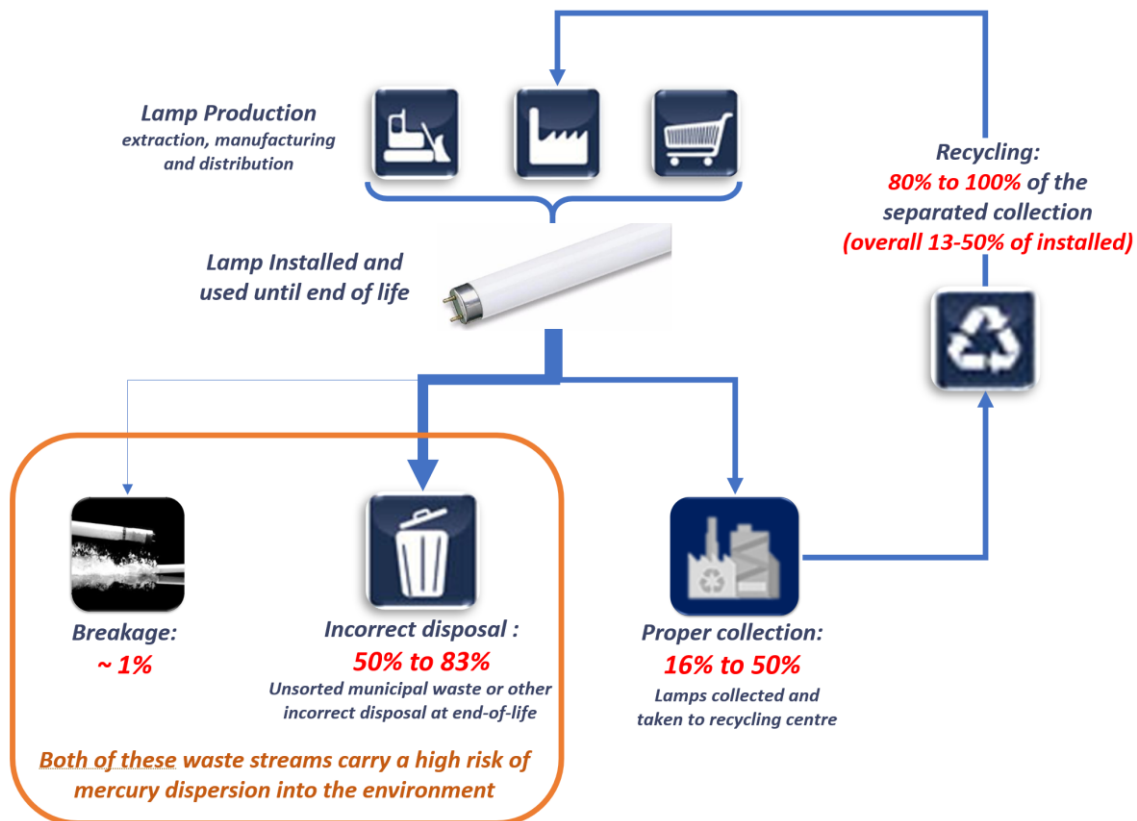 Lamp Production
extraction, manufacturing
and distribution
Recycling:
80% to 100% of the
separated collection
(overall 13-50% of installed)
Lamp Installed and
used until end of life
Breakage:
~ 1%
Incorrect disposal :
50% to 83%
Unsorted municipal waste or other
incorrect disposal at end-of-life
Proper collection:
16% to 50%
Lamps collected and
taken to recycling centre
Both of these waste streams carry a high risk of
mercury dispersion into the environment